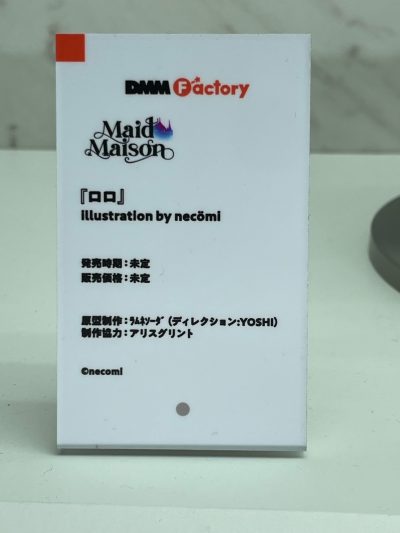 DMM Factory
Maid
Maison
『ロロ』
illustration by necömi
発売時期：未定
販売価格：未定
原型制作：ﾗﾑﾈｿｰﾀﾞ（ディレクション:YOSHI）
制作協力：アリスグリント
©necomi